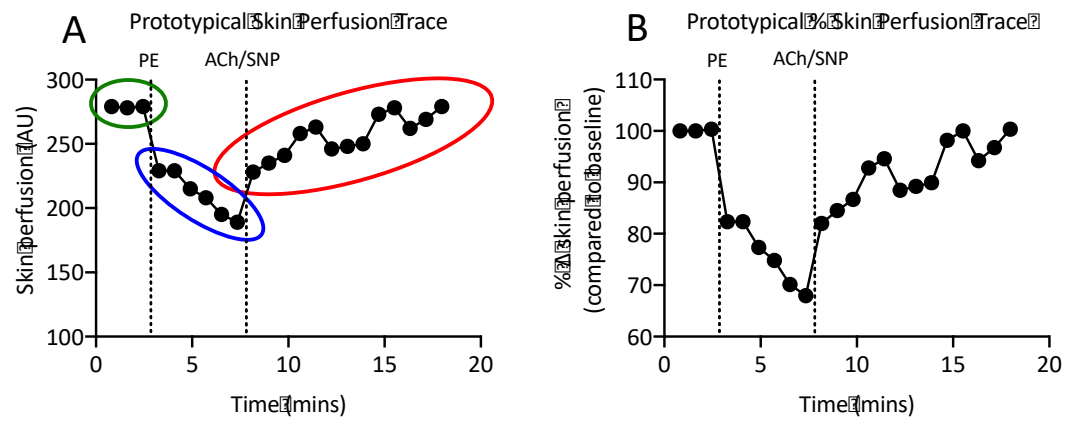 A
Prototypical Skin Perfusion Trace
PE
ACh/SNP
300
250
200
150
100
Skin perfusion (AU)
0
5
10
15
20
Time (mins)
B
Prototypical % Skin Perfusion Trace
PE
ACh/SNP
110
100
90
80
70
60
% Δ skin perfusion
(compared to baseline)
0
5
10
15
20
Time (mins)